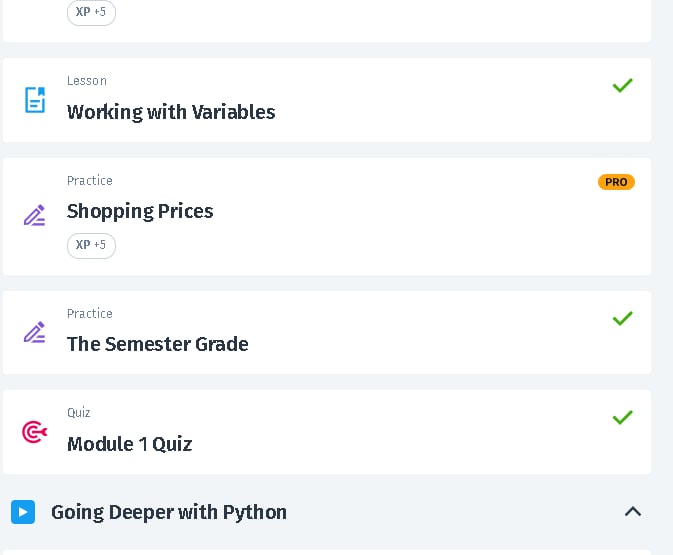 XP +5
Lesson
Working with Variables
Practice
PRO
Shopping Prices
XP +5
Practice
The Semester Grade
Quiz
Module 1 Quiz
Going Deeper with Python